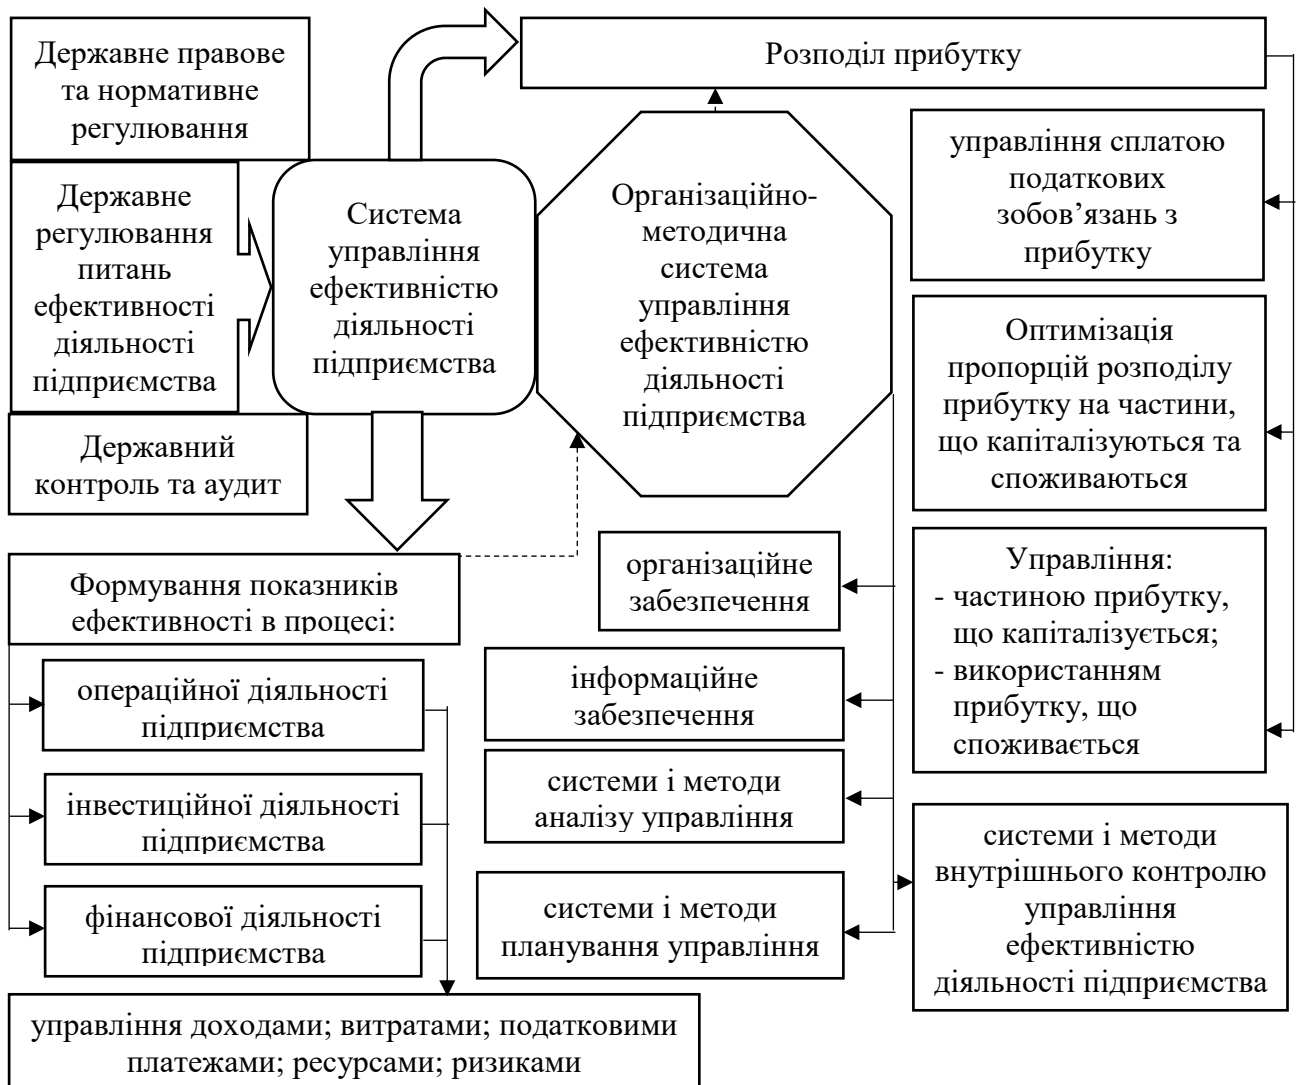 Державне правове
та нормативне
регулювання
Розподіл прибутку
Державне
регулювання
питань
ефективності
діяльності
підприємства
Система
управління
ефективністю
діяльності
підприємства
Організаційно-
методична
система
управління
ефективністю
діяльності
підприємства
управління сплатою
податкових
зобов’язань з
прибутку
Оптимізація
пропорцій розподілу
прибутку на частини,
що капіталізуються та
споживаються
Державний
контроль та аудит
Управління:
- частиною прибутку,
що капіталізується;
- використанням
прибутку, що
споживається
Формування показників
ефективності в процесі:
операційної діяльності
підприємства
інвестиційної діяльності
підприємства
фінансової діяльності
підприємства
організаційне
забезпечення
інформаційне
забезпечення
системи і методи
аналізу управління
системи і методи
планування управління
системи і методи
внутрішнього контролю
управління
ефективністю
діяльності підприємства
управління доходами; витратами; податковими
платежами; ресурсами; ризиками